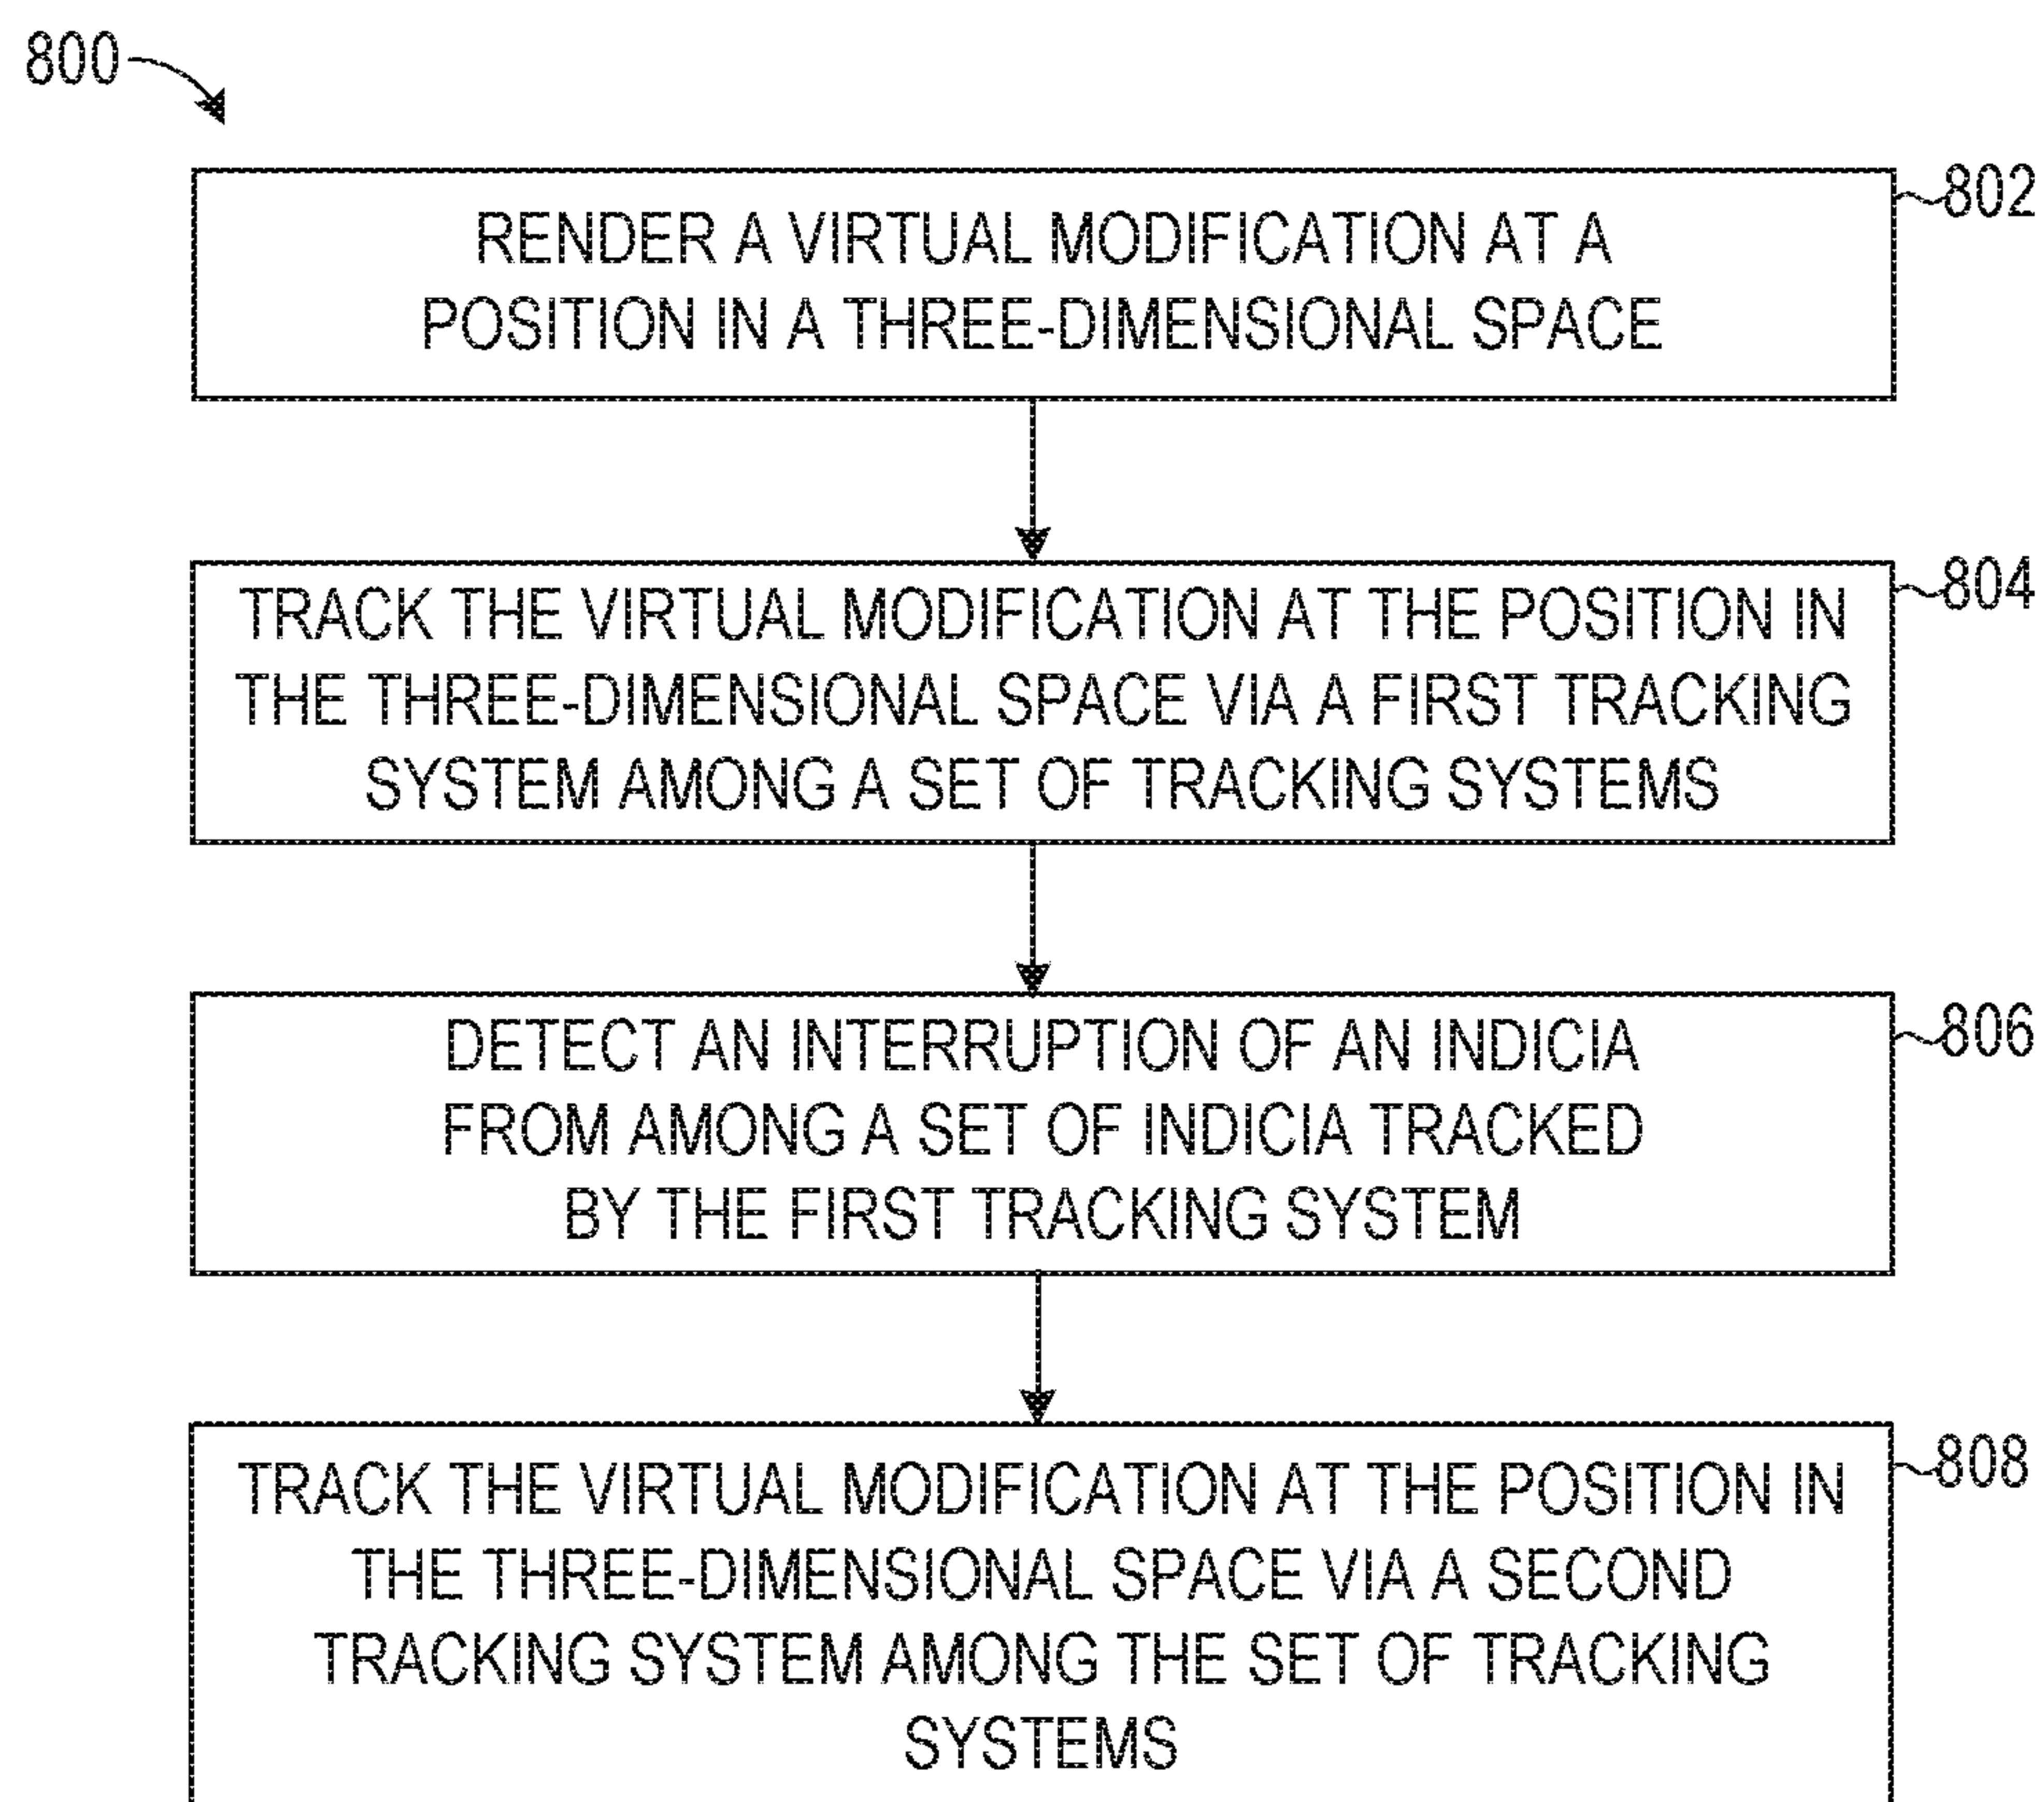 800
802
RENDER A VIRTUAL MODIFICATION AT A
POSITION IN A THREE-DIMENSIONAL SPACE
804
TRACK THE VIRTUAL MODIFICATION AT THE POSITION IN
THE THREE-DIMENSIONAL SPACE VIA A FIRST TRACKING
SYSTEM AMONG A SET OF TRACKING SYSTEMS
806
DETECT AN INTERRUPTION OF AN INDICIA
FROM AMONG A SET OF INDICIA TRACKED
BY THE FIRST TRACKING SYSTEM
808
TRACK THE VIRTUAL MODIFICATION AT THE POSITION IN
THE THREE-DIMENSIONAL SPACE VIA A SECOND
TRACKING SYSTEM AMONG THE SET OF TRACKING
SYSTEMS